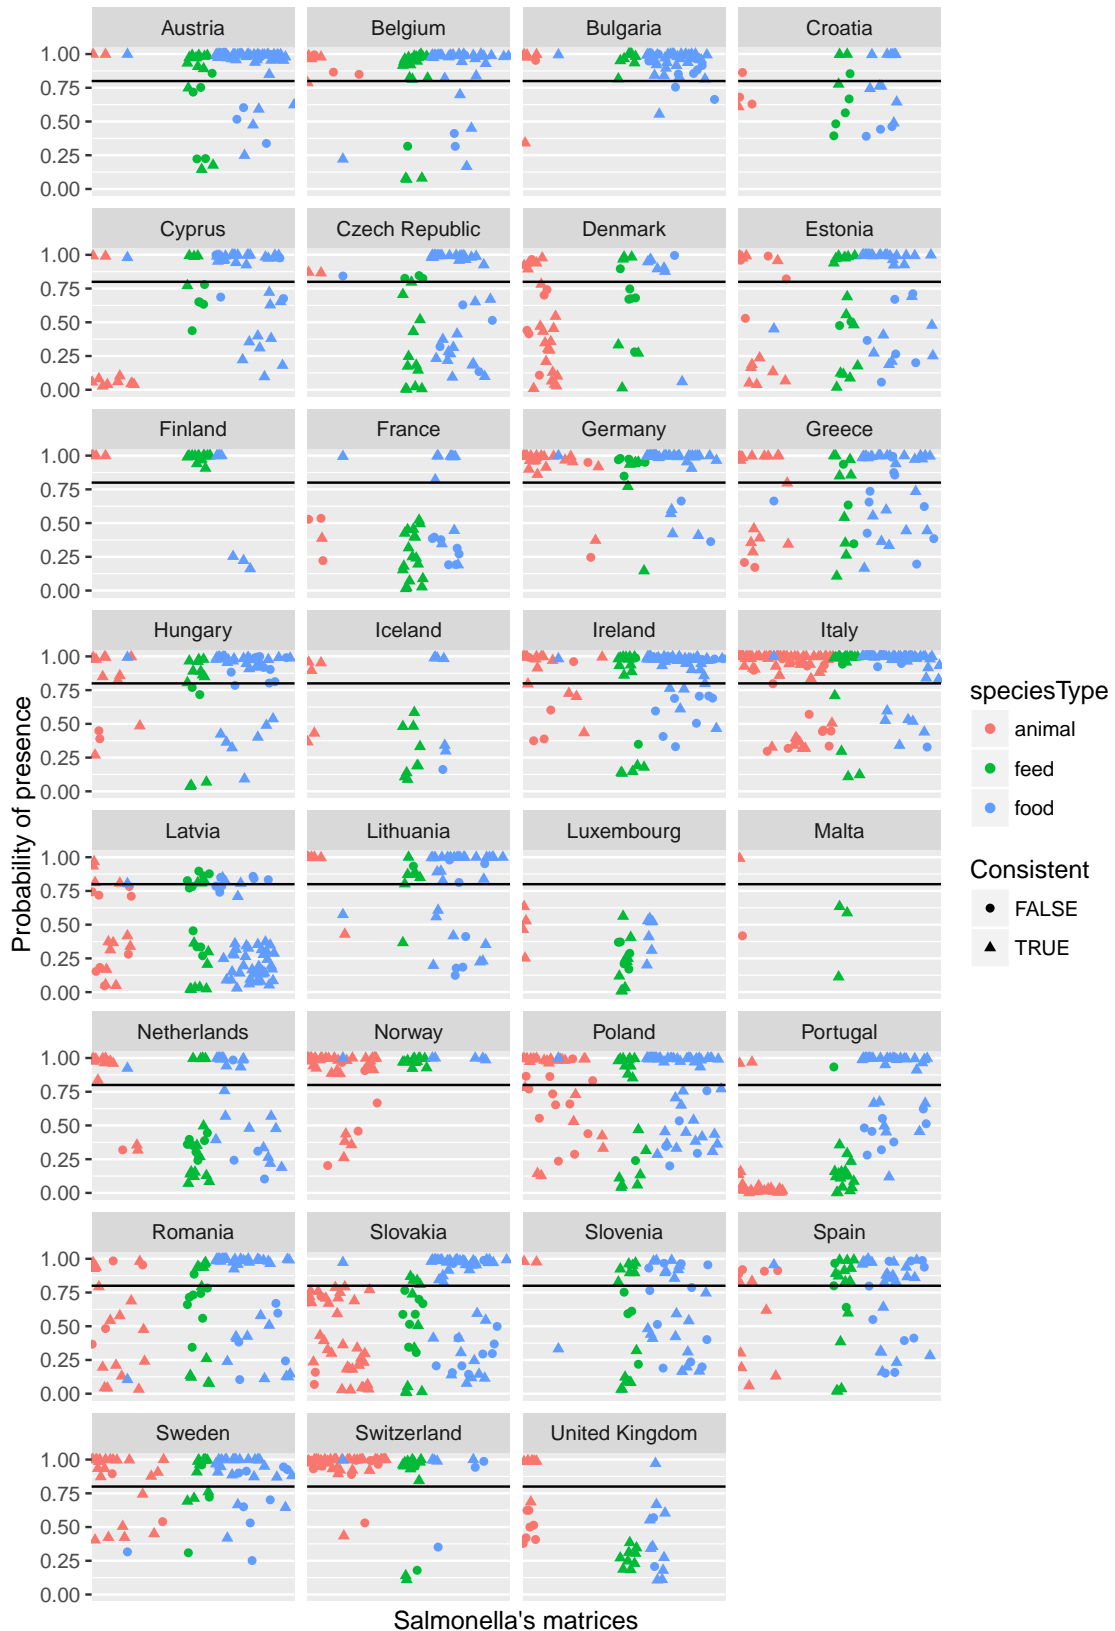 Austria
Belgium
Bulgaria
Croatia
1.00
0.75
0.50
0.25
0.00
Cyprus
Czech Republic
Denmark
Estonia
1.00
0.75
0.50
0.25
0.00
Finland
France
Germany
Greece
1.00
0.75
0.50
0.25
0.00
Hungary
Iceland
Ireland
Italy
1.00
0.75
0.50
0.25
0.00
Latvia
Lithuania
Luxembourg
Malta
1.00
0.75
0.50
0.25
0.00
Netherlands
Norway
Poland
Portugal
1.00
0.75
0.50
0.25
0.00
Romania
Slovakia
Slovenia
Spain
1.00
0.75
0.50
0.25
0.00
Sweden
Switzerland
United Kingdom
1.00
0.75
0.50
0.25
0.00
Probability of presence
Salmonella's matrices
speciesType
animal
feed
food
Consistent
FALSE
TRUE